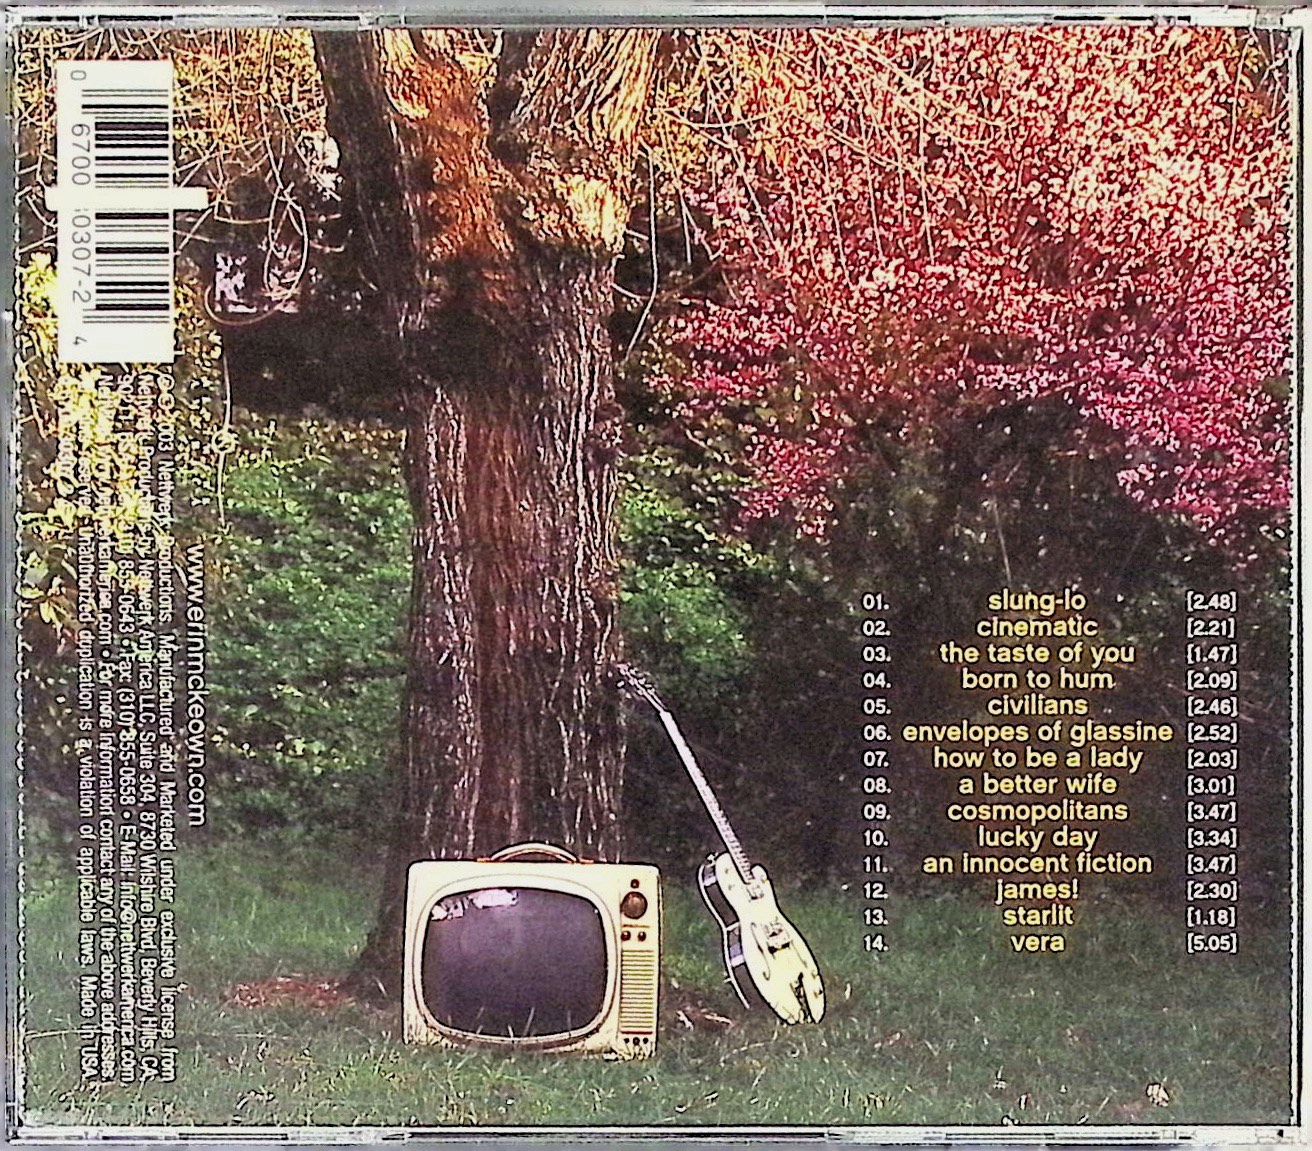 0 6700 30307-2 4
℗©2003 Nettwerk Productions. Manufactured and Marketed under exclusive license from
Nettwerk Group Ltd. by Nettwerk America LLC, Suite 304, 8730 Wilshire Blvd. Beverly Hills, CA
855-0643 • Fax: (310) 855-0658 • E-Mail: info@nettwerkamerica.com
For more information contact any of the above addresses.
Unauthorized duplication is a violation of applicable laws. Made in USA
www.erinmckeown.com
01. slung-lo [2.48]
02. cinematic [2.21]
03. the taste of you [1.47]
04. born to hum [2.09]
05. civilians [2.46]
06. envelopes of glassine [2.52]
07. how to be a lady [2.03]
08. a better wife [3.01]
09. cosmopolitans [3.47]
10. lucky day [3.34]
11. an innocent fiction [3.47]
12. james! [2.30]
13. starlit [1.18]
14. vera [5.05]